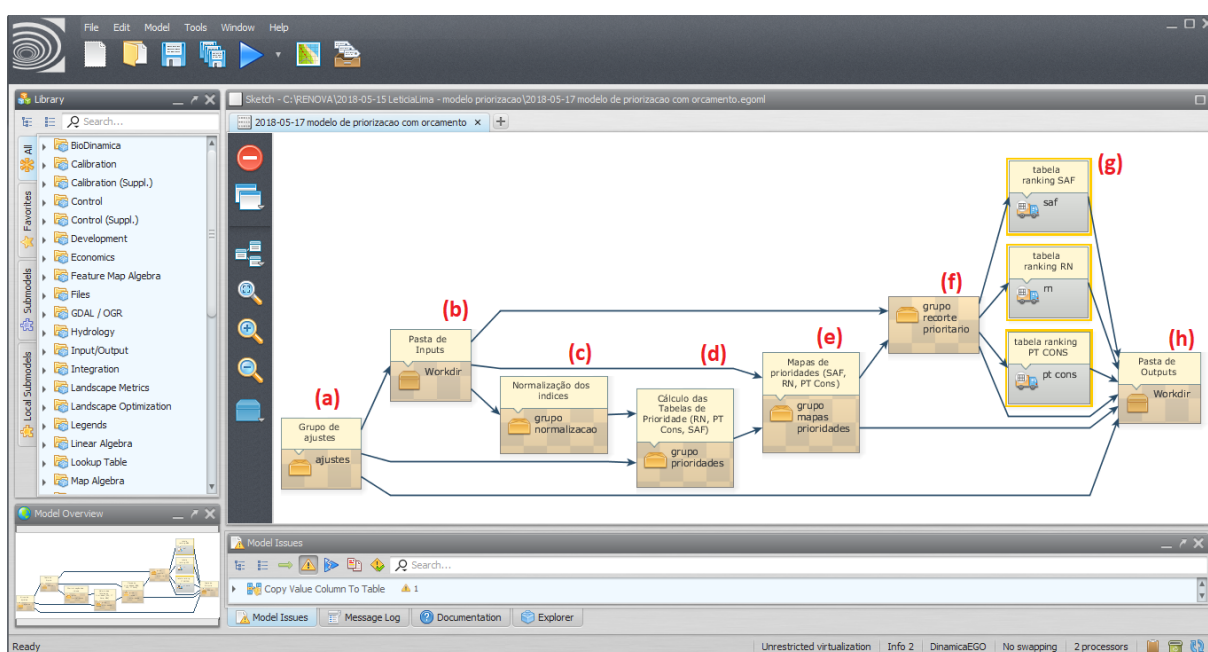 File Edit Model Tools Window Help
Library
Search...
All
Favorites
Submodels
Local Submodels
BioDinamica
Calibration
Calibration (Suppl.)
Control
Control (Suppl.)
Development
Economics
Feature Map Algebra
Files
GDAL / OGR
Hydrology
Input/Output
Integration
Landscape Metrics
Landscape Optimization
Legends
Linear Algebra
Lookup Table
Map Algebra
Model Overview
Sketch - C:\RENOVA\2018-05-15 LeticiaLima - modelo priorizacao\2018-05-17 modelo de priorizacao com orcamento.egoml
2018-05-17 modelo de priorizacao com orcamento
(a)
Grupo de
ajustes
ajustes
(b)
Pasta de
Inputs
Workdir
(c)
Normalização dos
indices
grupo
normalizacao
(d)
Cálculo das
Tabelas de
Prioridade (RN, PT
Cons, SAF)
grupo
prioridades
(e)
Mapas de
prioridades (SAF,
RN, PT Cons)
grupo
mapas
prioridades
(f)
grupo
recorte
prioritario
(g)
tabela
ranking SAF
saf
tabela
ranking RN
rn
tabela ranking
PT CONS
pt cons
(h)
Pasta de
Outputs
Workdir
Model Issues
Search...
Copy Value Column To Table 1
Model Issues Message Log Documentation Explorer
Ready
Unrestricted virtualization Info 2 DinamicaEGO No swapping 2 processors